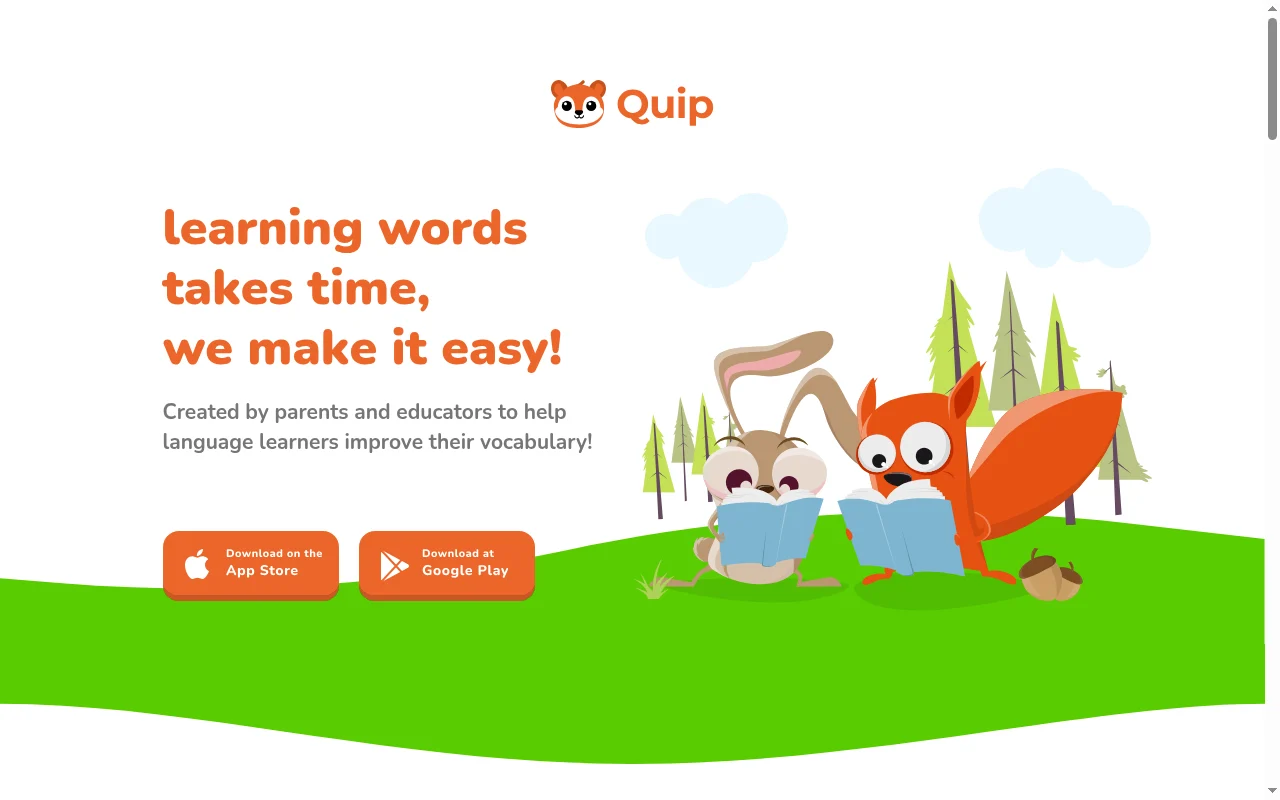 Quip
learning words
takes time,
we make it easy!
Created by parents and educators to help
language learners improve their vocabulary!
Download on the
App Store
Download at
Google Play